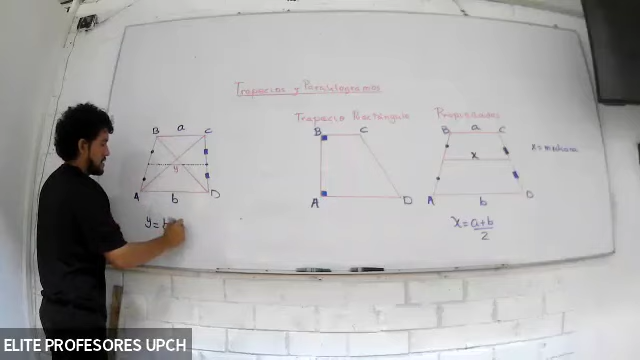 Trapecios y Paralelogramos
B a C
y
A b D
y =
Trapecio Rectángulo
B C
A D
Propiedades
B a C
x
A b D
x = a+b
2
x = mediana
ELITE PROFESORES UPCH